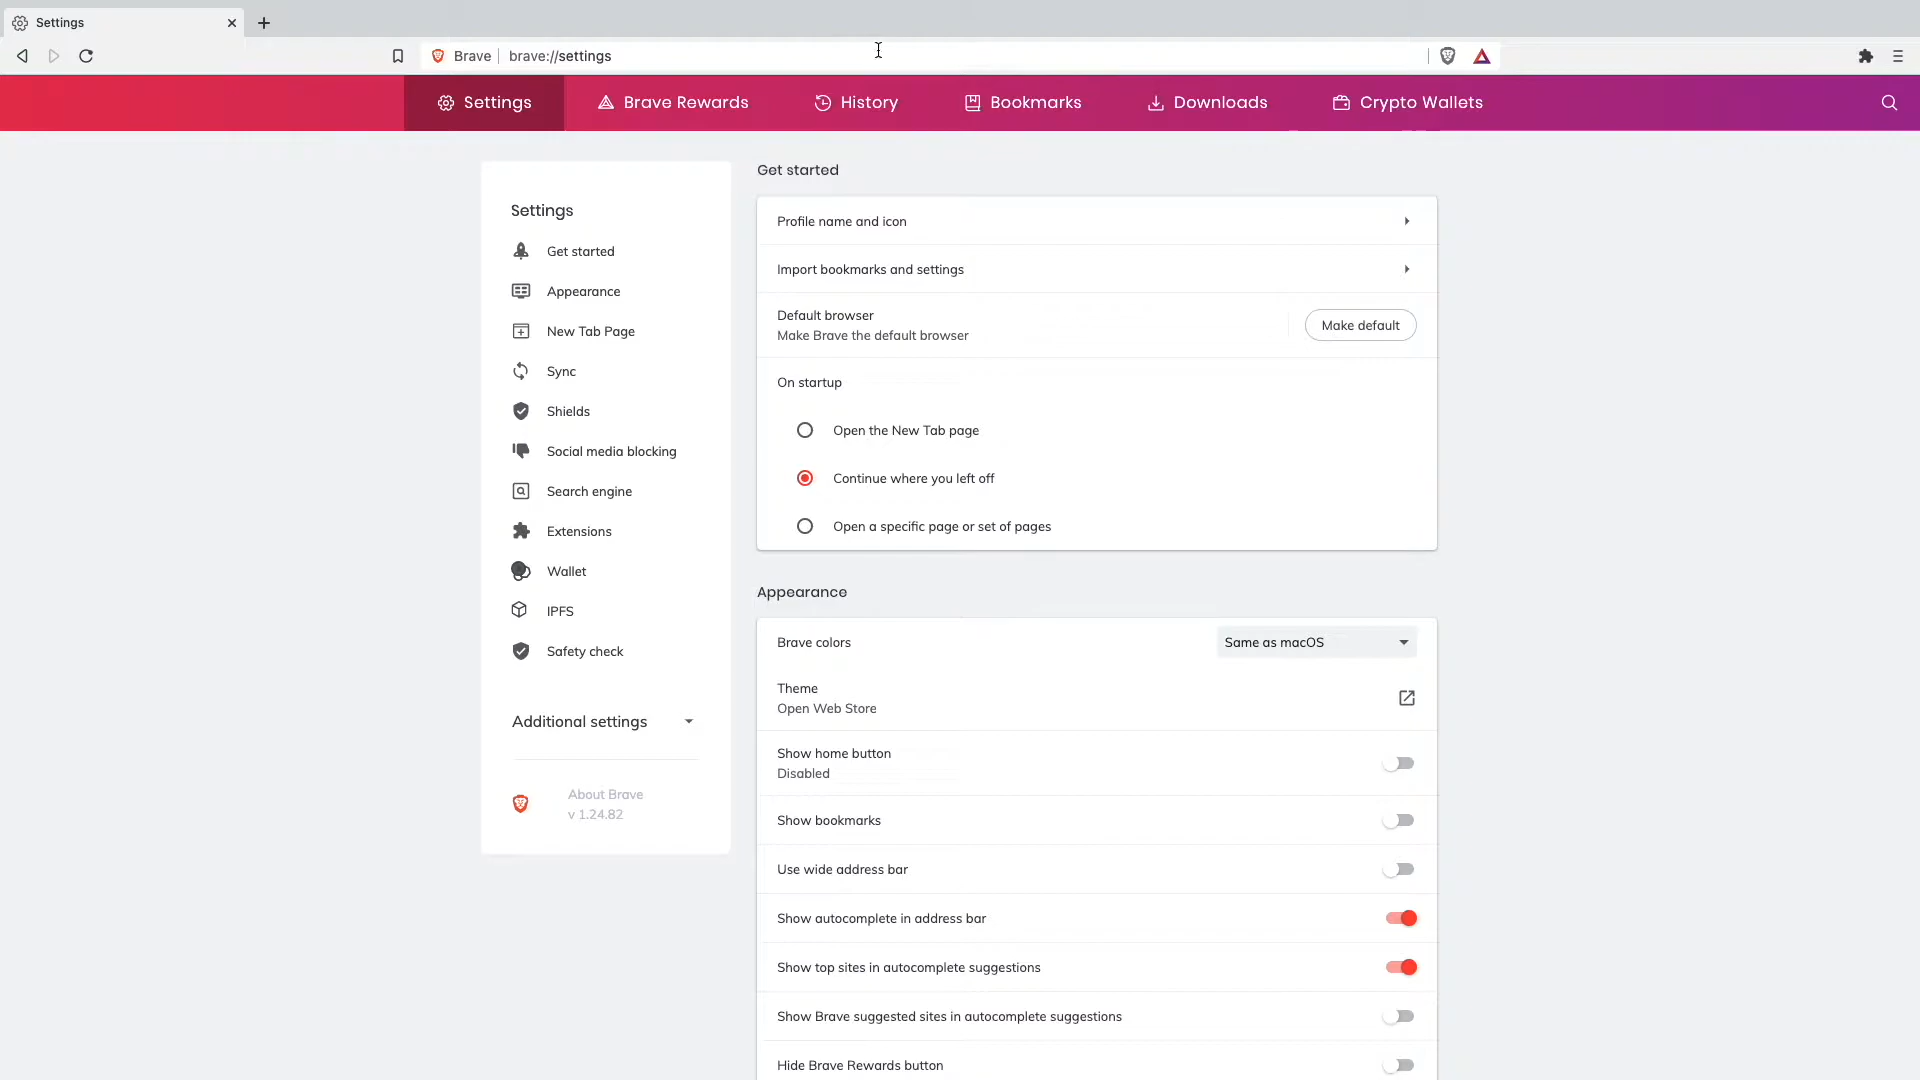 Settings
Brave
brave://settings
Settings
Brave Rewards
History
Bookmarks
Downloads
Crypto Wallets
Settings
Get started
Appearance
New Tab Page
Sync
Shields
Social media blocking
Search engine
Extensions
Wallet
IPFS
Safety check
Additional settings
About Brave
v 1.24.82
Get started
Profile name and icon
Import bookmarks and settings
Default browser
Make Brave the default browser
Make default
On startup
Open the New Tab page
Continue where you left off
Open a specific page or set of pages
Appearance
Brave colors
Same as macOS
Theme
Open Web Store
Show home button
Disabled
Show bookmarks
Use wide address bar
Show autocomplete in address bar
Show top sites in autocomplete suggestions
Show Brave suggested sites in autocomplete suggestions
Hide Brave Rewards button